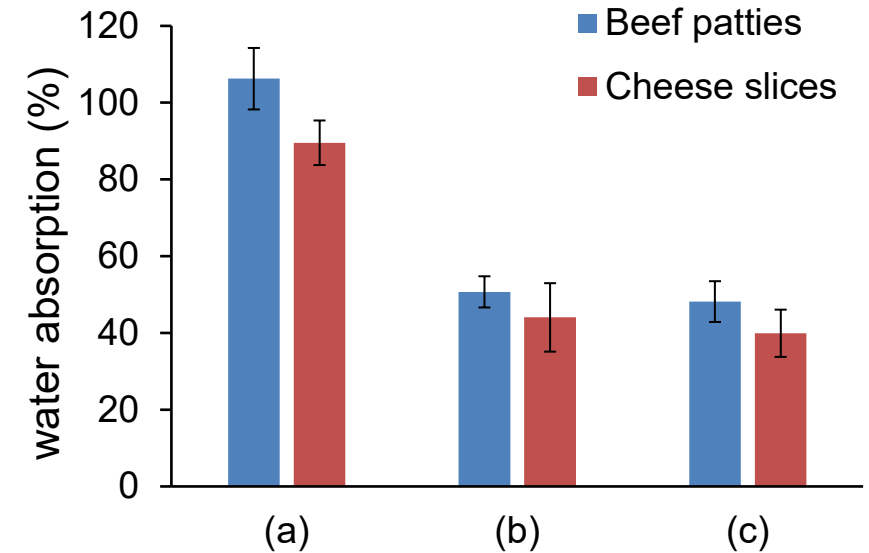 120
100
80
60
40
20
0
water absorption (%)
Beef patties
Cheese slices
(a) (b) (c)